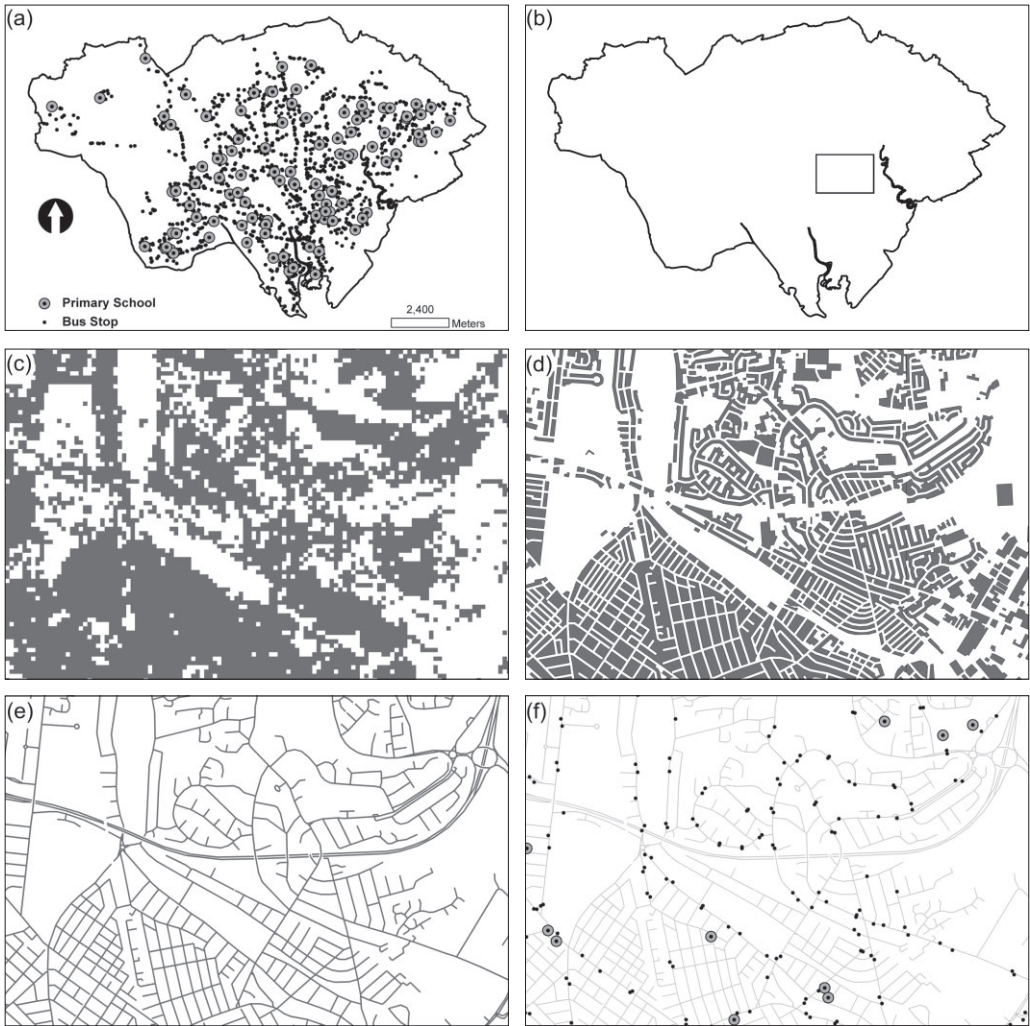 (a)
Primary School
Bus Stop
2,400
Meters
(b)
(c)
(d)
(e)
(f)